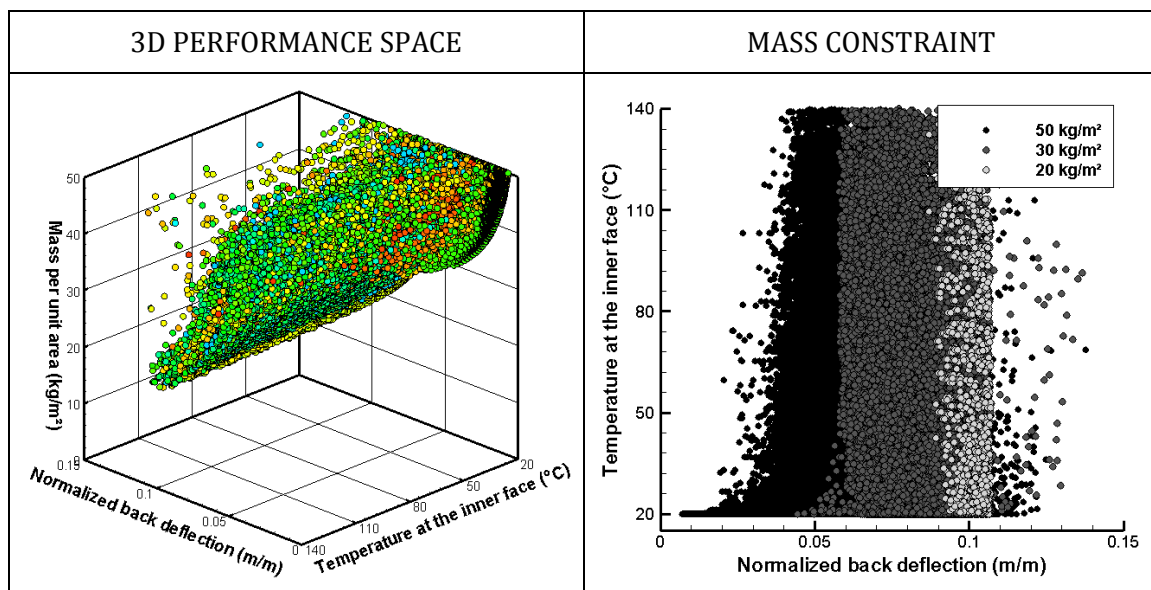 3D PERFORMANCE SPACE
MASS CONSTRAINT
50
40
30
20
10
0
Mass per unit area (kg/m²)
0.15
0.1
0.05
0
Normalized back deflection (m/m)
140
110
80
50
20
Temperature at the inner face (°C)
140
110
80
50
20
Temperature at the inner face (°C)
50 kg/m²
30 kg/m²
20 kg/m²
0
0.05
0.1
0.15
Normalized back deflection (m/m)